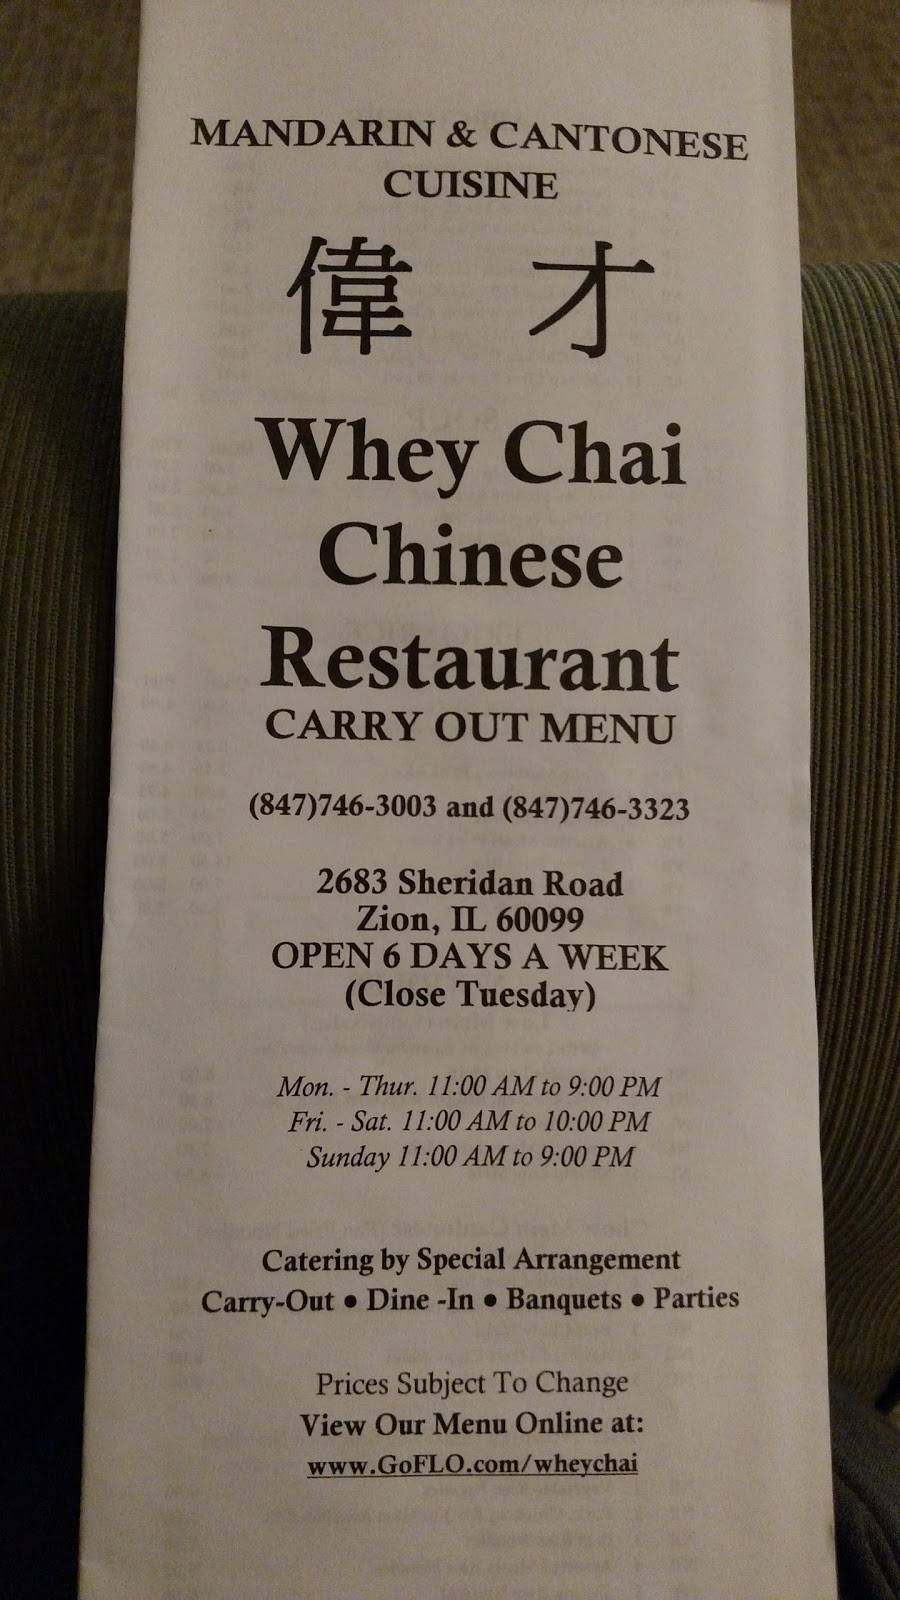 MANDARIN & CANTONESE
CUISINE
偉 才
Whey Chai
Chinese
Restaurant
CARRY OUT MENU
(847)746-3003 and (847)746-3323
2683 Sheridan Road
Zion, IL 60099
OPEN 6 DAYS A WEEK
(Close Tuesday)
Mon. - Thur. 11:00 AM to 9:00 PM
Fri. - Sat. 11:00 AM to 10:00 PM
Sunday 11:00 AM to 9:00 PM
Catering by Special Arrangement
Carry-Out • Dine -In • Banquets • Parties
Prices Subject To Change
View Our Menu Online at:
www.GoFLO.com/wheychai